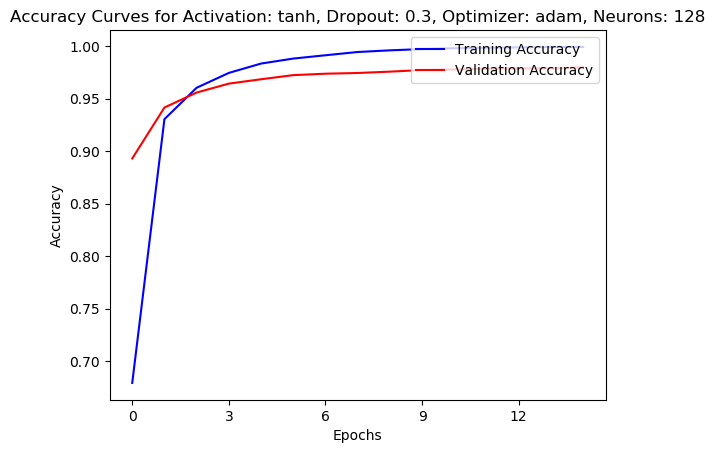 Accuracy Curves for Activation: tanh, Dropout: 0.3, Optimizer: adam, Neurons: 128
Training Accuracy
Validation Accuracy
Accuracy
1.00
0.95
0.90
0.85
0.80
0.75
0.70
0 3 6 9 12
Epochs